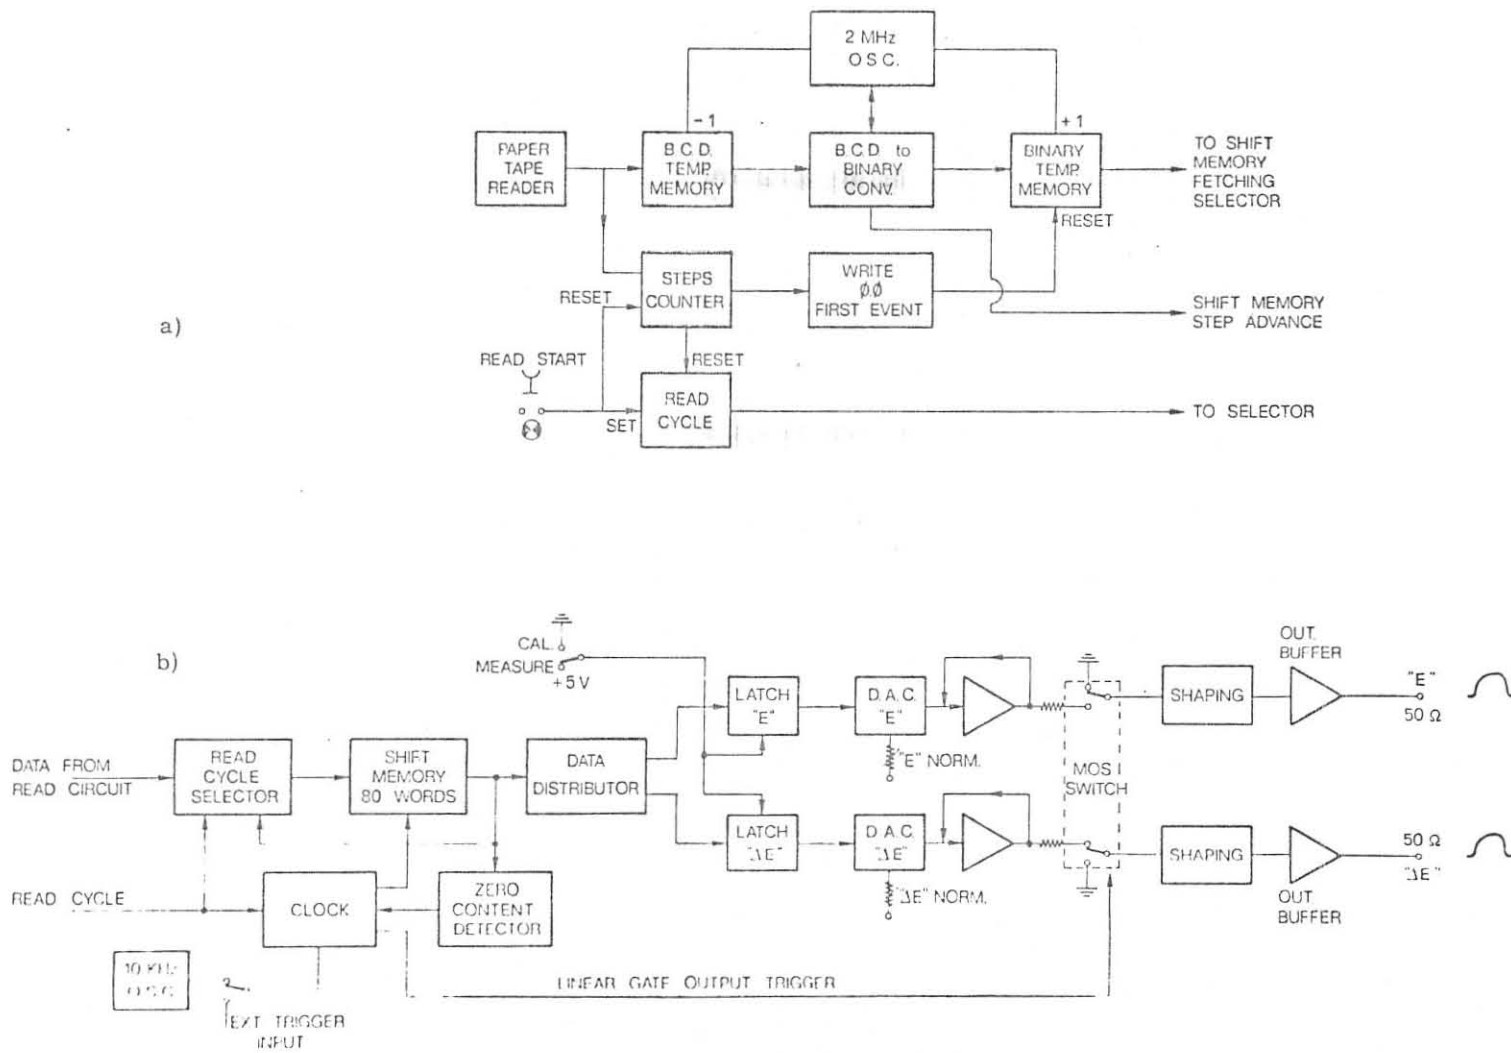 2 MHz
O S C.
-1
+1
PAPER
TAPE
READER
B.C.D.
TEMP.
MEMORY
B.C.D. to
BINARY
CONV.
BINARY
TEMP.
MEMORY
TO SHIFT
MEMORY
FETCHING
SELECTOR
RESET
STEPS
COUNTER
WRITE
Ø.Ø
FIRST EVENT
RESET
SHIFT MEMORY
STEP ADVANCE
a)
READ START
RESET
READ
CYCLE
SET
TO SELECTOR
b)
CAL.
MEASURE
+5 V
OUT.
BUFFER
LATCH
"E"
D.A.C.
"E"
SHAPING
"E"
50 Ω
"E" NORM.
DATA FROM
READ CIRCUIT
READ
CYCLE
SELECTOR
SHIFT
MEMORY
80 WORDS
DATA
DISTRIBUTOR
MOS
SWITCH
LATCH
"ΔE"
D.A.C.
"ΔE"
SHAPING
50 Ω
"ΔE"
"ΔE" NORM.
READ CYCLE
CLOCK
ZERO
CONTENT
DETECTOR
OUT.
BUFFER
10 KHz
O S C
LINEAR GATE OUTPUT TRIGGER
EXT TRIGGER
INPUT